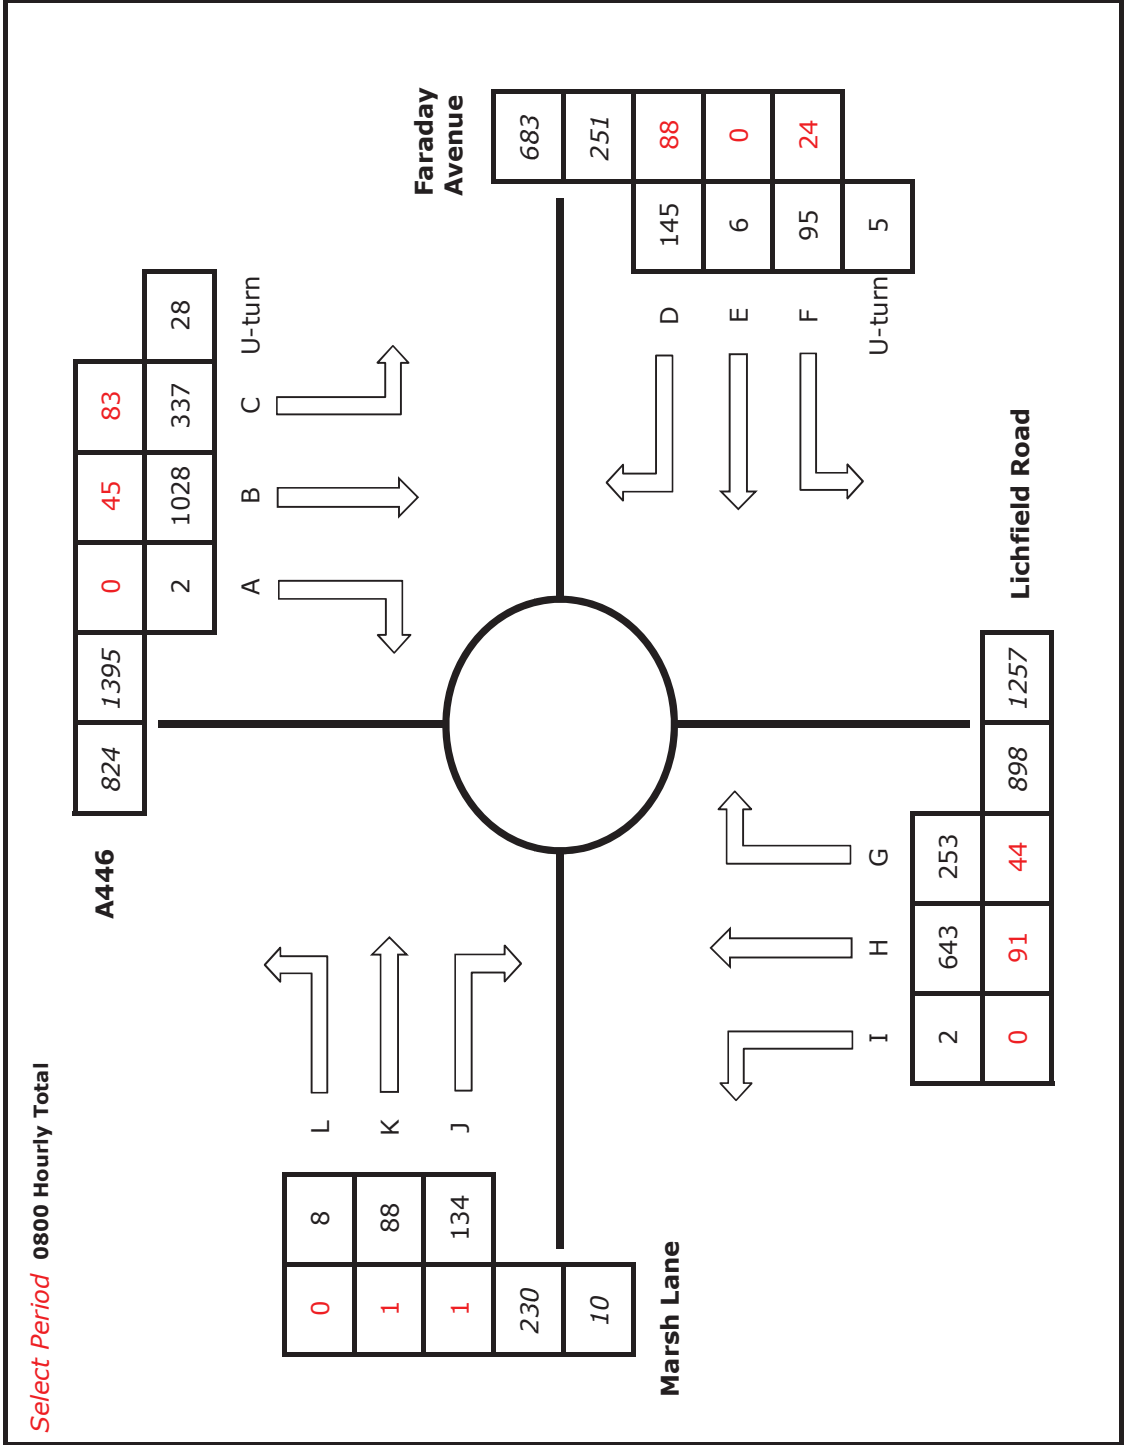 Select Period 0800 Hourly Total
A446 824 1395 0 45 83
2 1028 337 28
A B C U-turn
0 8 L
1 88 K
Faraday
Avenue
1 134 J
230 683
10 251
Marsh Lane D 145 88
E 6 0
F 95 24
I H G U-turn 5
2 643 253
0 91 44 898 1257 Lichfield Road